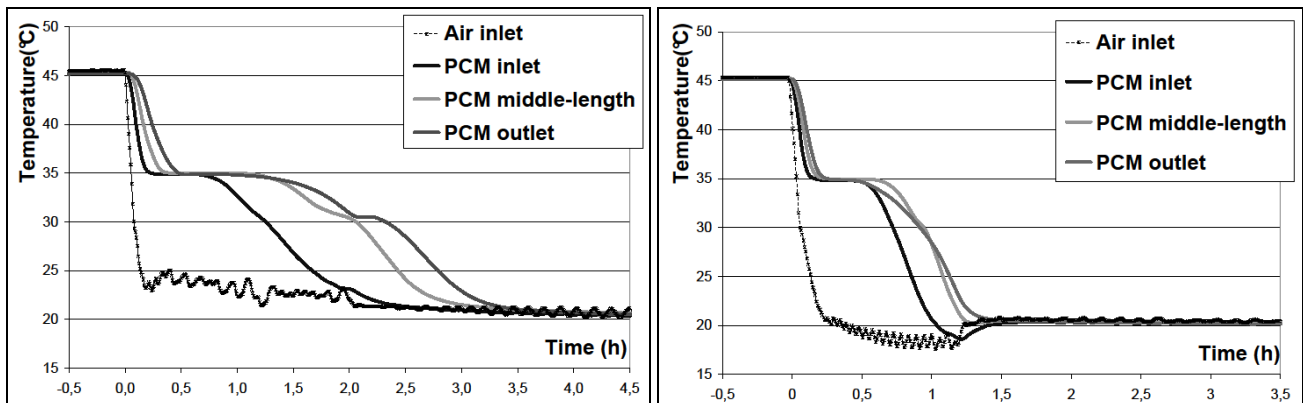 50
45
40
35
30
25
20
15
Temperature(°C)
Air inlet
PCM inlet
PCM middle-length
PCM outlet
Time (h)
-0,5 0,0 0,5 1,0 1,5 2,0 2,5 3,0 3,5 4,0 4,5
50
45
40
35
30
25
20
15
Temperature(°C)
Air inlet
PCM inlet
PCM middle-length
PCM outlet
Time (h)
-0,5 0 0,5 1 1,5 2 2,5 3 3,5